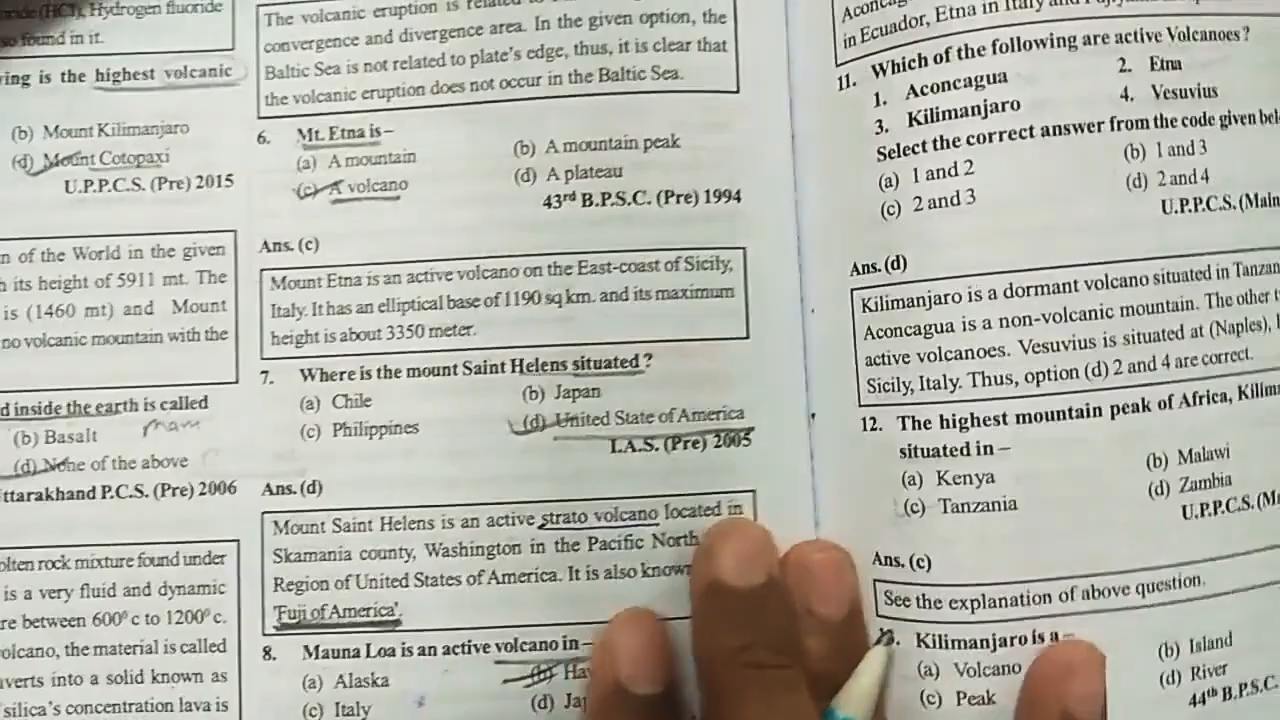 (HCl), Hydrogen fluoride
so found in it.
ring is the highest volcanic
(b) Mount Kilimanjaro
(d) Mount Cotopaxi
U.P.P.C.S. (Pre) 2015
n of the World in the given
h its height of 5911 mt. The
is (1460 mt) and Mount
no volcanic mountain with the
d inside the earth is called
(b) Basalt
(d) None of the above
ttarakhand P.C.S. (Pre) 2006
olten rock mixture found under
is a very fluid and dynamic
re between 600°c to 1200°c.
olcano, the material is called
nverts into a solid known as
silica's concentration lava is
The volcanic eruption is related to
convergence and divergence area. In the given option, the
Baltic Sea is not related to plate's edge, thus, it is clear that
the volcanic eruption does not occur in the Baltic Sea.
6. Mt. Etna is–
(a) A mountain (b) A mountain peak
(c) A volcano (d) A plateau
43rd B.P.S.C. (Pre) 1994
Ans. (c)
Mount Etna is an active volcano on the East-coast of Sicily,
Italy. It has an elliptical base of 1190 sq km. and its maximum
height is about 3350 meter.
7. Where is the mount Saint Helens situated ?
(a) Chile (b) Japan
(c) Philippines (d) United State of America
I.A.S. (Pre) 2005
Ans. (d)
Mount Saint Helens is an active strato volcano located in
Skamania county, Washington in the Pacific North
Region of United States of America. It is also known
'Fuji of America'.
8. Mauna Loa is an active volcano in–
(a) Alaska (b) Ha
(c) Italy (d) Jap
in Ecuador, Etna in Italy and
11. Which of the following are active Volcanoes ?
1. Aconcagua 2. Etna
3. Kilimanjaro 4. Vesuvius
Select the correct answer from the code given bel
(a) 1 and 2 (b) 1 and 3
(c) 2 and 3 (d) 2 and 4
U.P.P.C.S. (Main
Ans. (d)
Kilimanjaro is a dormant volcano situated in Tanzan
Aconcagua is a non-volcanic mountain. The other t
active volcanoes. Vesuvius is situated at (Naples), I
Sicily, Italy. Thus, option (d) 2 and 4 are correct.
12. The highest mountain peak of Africa, Kilim
situated in –
(a) Kenya (b) Malawi
(c) Tanzania (d) Zambia
U.P.P.C.S. (M
Ans. (c)
See the explanation of above question.
Kilimanjaro is a –
(a) Volcano (b) Island
(c) Peak (d) River
44th B.P.S.C.